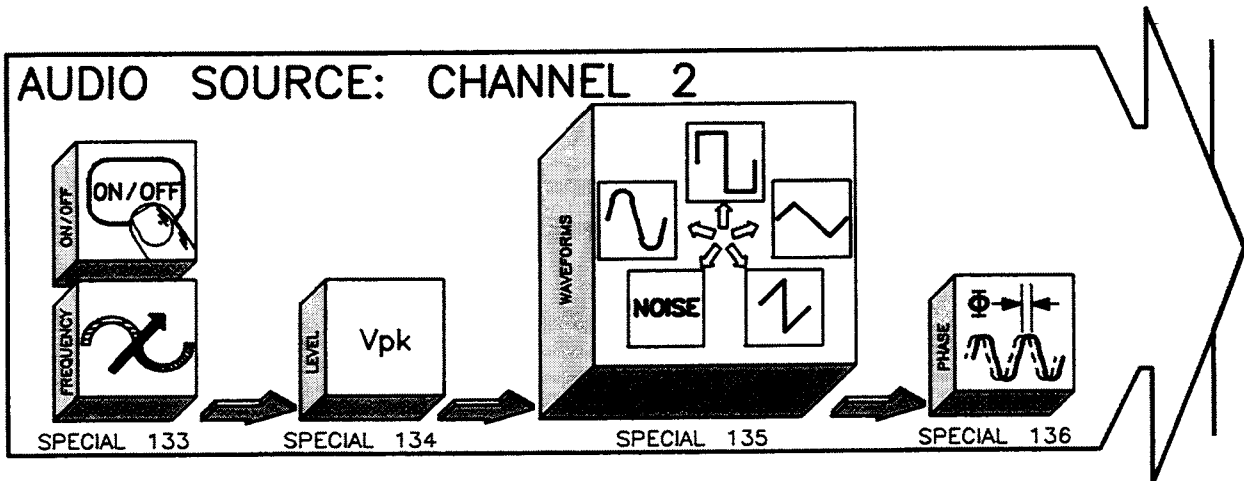 AUDIO SOURCE: CHANNEL 2
ON/OFF
ON/OFF
FREQUENCY
SPECIAL 133
LEVEL
Vpk
SPECIAL 134
WAVEFORMS
NOISE
SPECIAL 135
PHASE
Φ
SPECIAL 136